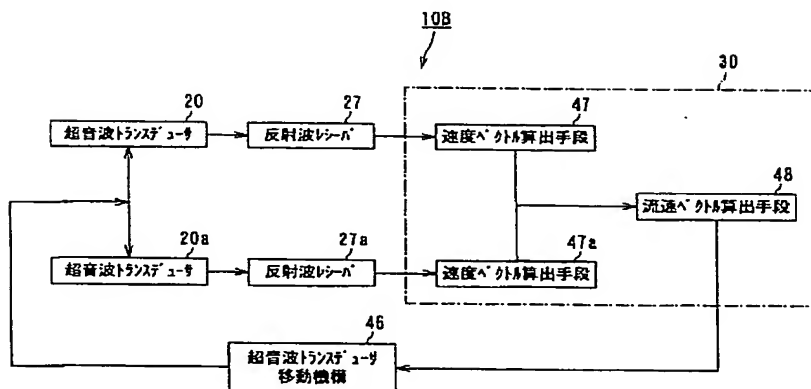 10B
30
20
27
47
超音波トランスデューサ
反射波レシーバ
速度ベクトル算出手段
48
流速ベクトル算出手段
20a
27a
47a
超音波トランスデューサ
反射波レシーバ
速度ベクトル算出手段
46
超音波トランスデューサ
移動機構